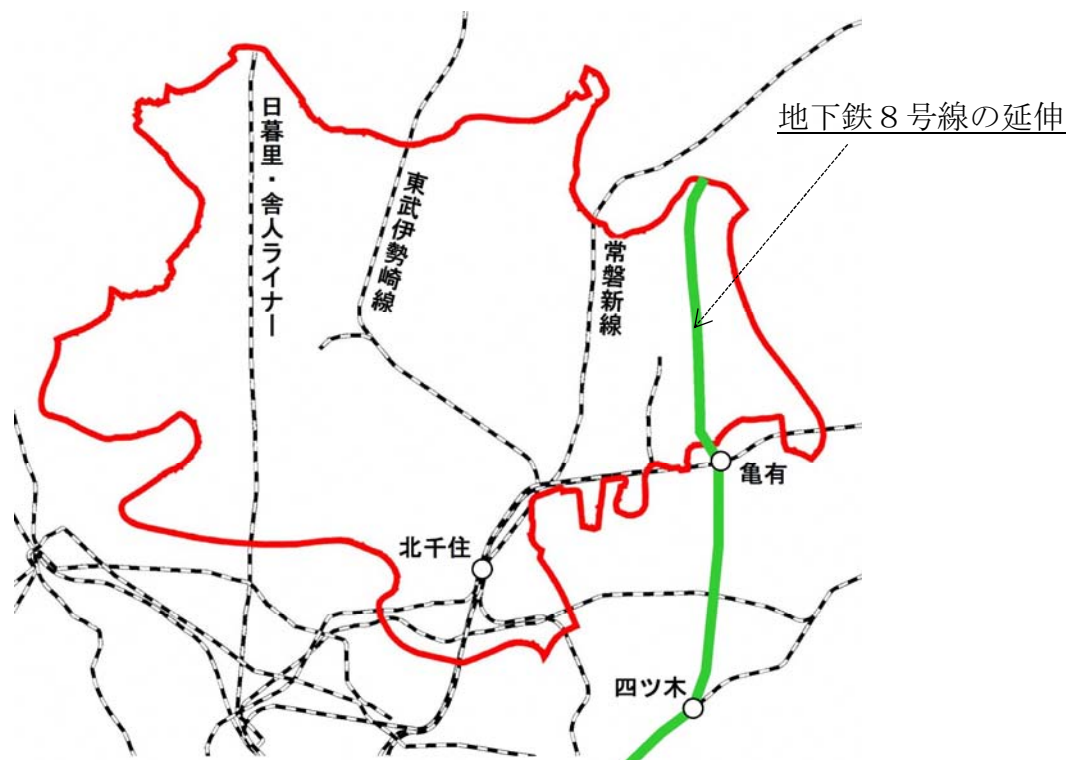 地下鉄８号線の延伸
日暮里・舎人ライナー
東武伊勢崎線
常磐新線
亀有
北千住
四ツ木